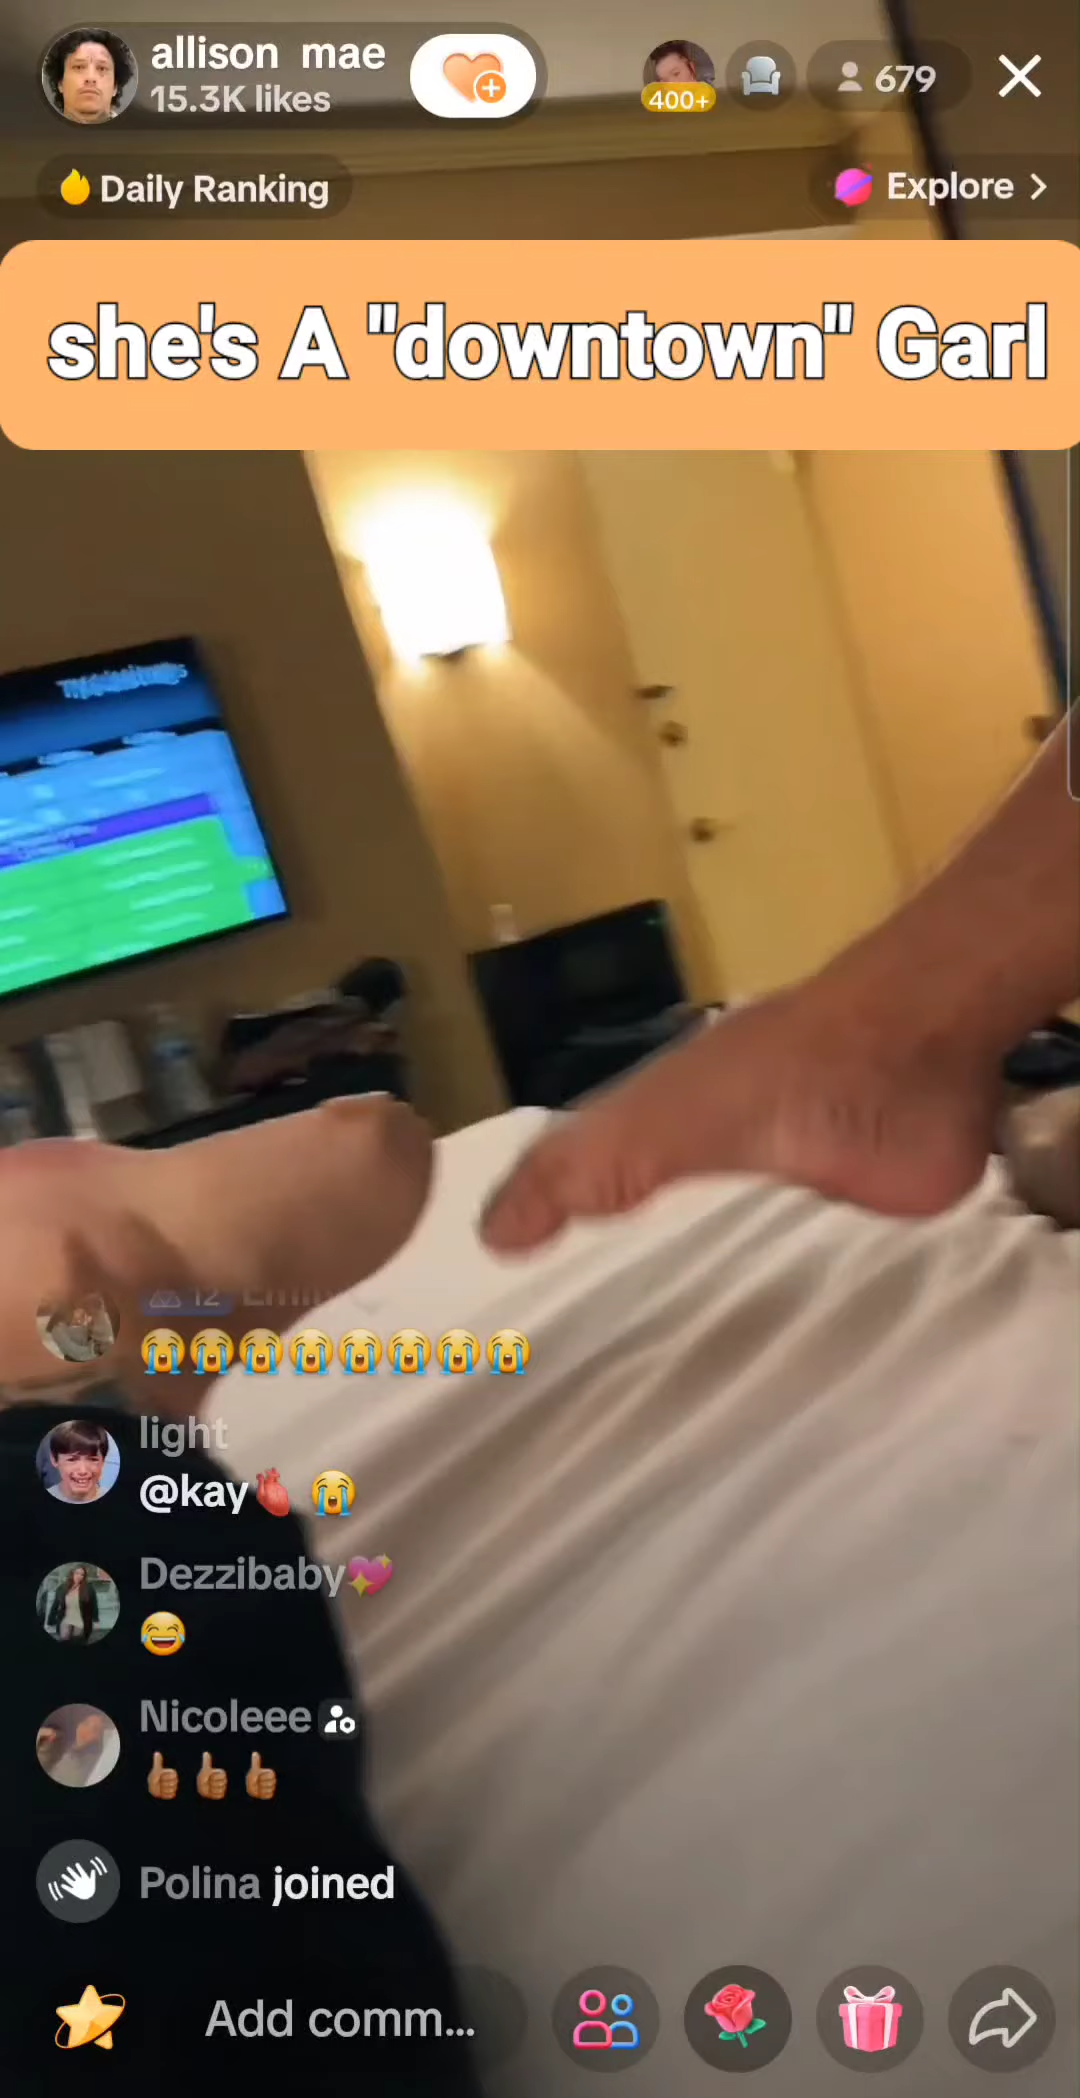 allison mae
15.3K likes
400+
679
Daily Ranking
Explore
she's A "downtown" Garl
12
😭😭😭😭😭😭😭😭
light
@kay🫀 😭
Dezzibaby💖
😂
Nicoleee
👍🏾👍🏾👍🏾
Polina joined
Add comm...